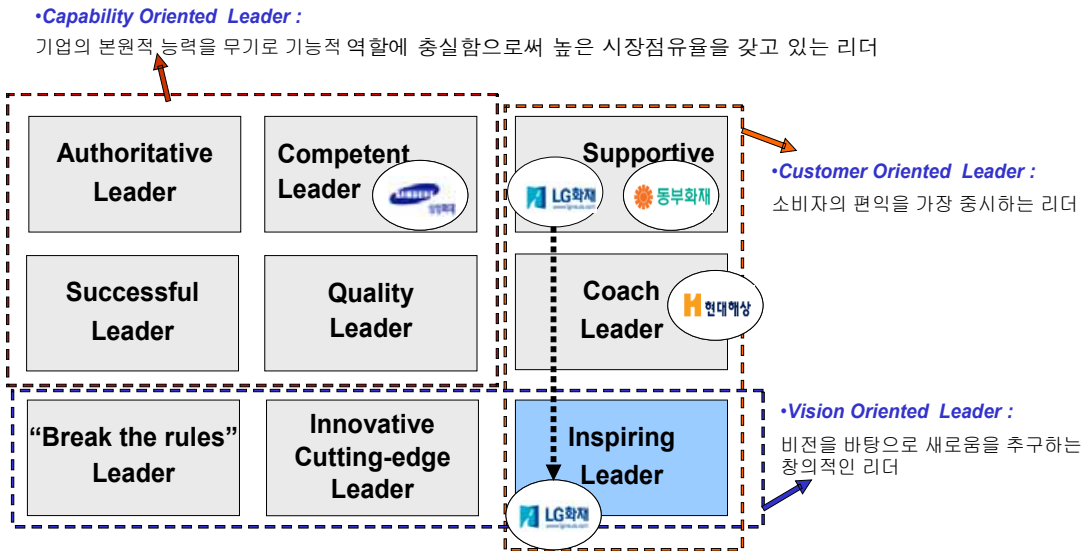 •Capability Oriented Leader :
기업의 본원적 능력을 무기로 기능적 역할에 충실함으로써 높은 시장점유율을 갖고 있는 리더
Authoritative
Leader
Competent
Leader
SAMSUNG
삼성화재
Supportive
LG화재
동부화재
•Customer Oriented Leader :
소비자의 편익을 가장 중시하는 리더
Successful
Leader
Quality
Leader
Coach
Leader
현대해상
“Break the rules”
Leader
Innovative
Cutting-edge
Leader
Inspiring
Leader
LG화재
•Vision Oriented Leader :
비전을 바탕으로 새로움을 추구하는
창의적인 리더